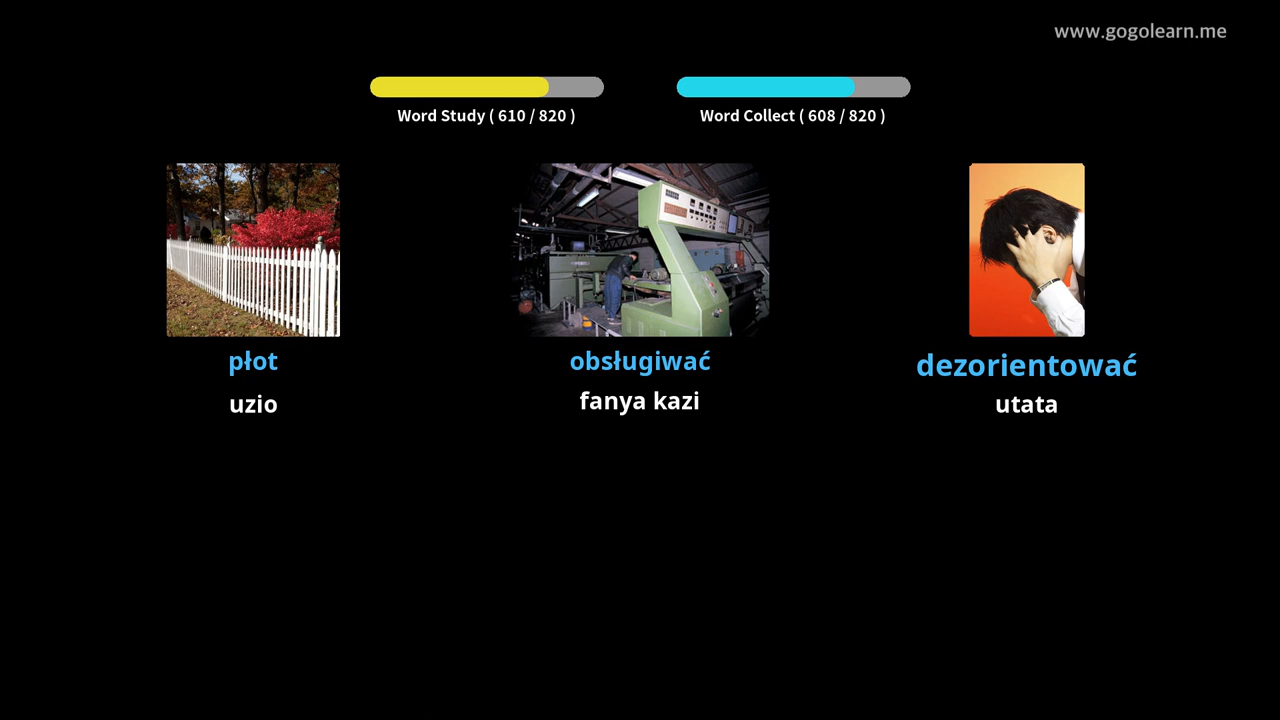 www.gogolearn.me
Word Study ( 610 / 820 )
Word Collect ( 608 / 820 )
płot
obsługiwać
dezorientować
uzio
fanya kazi
utata